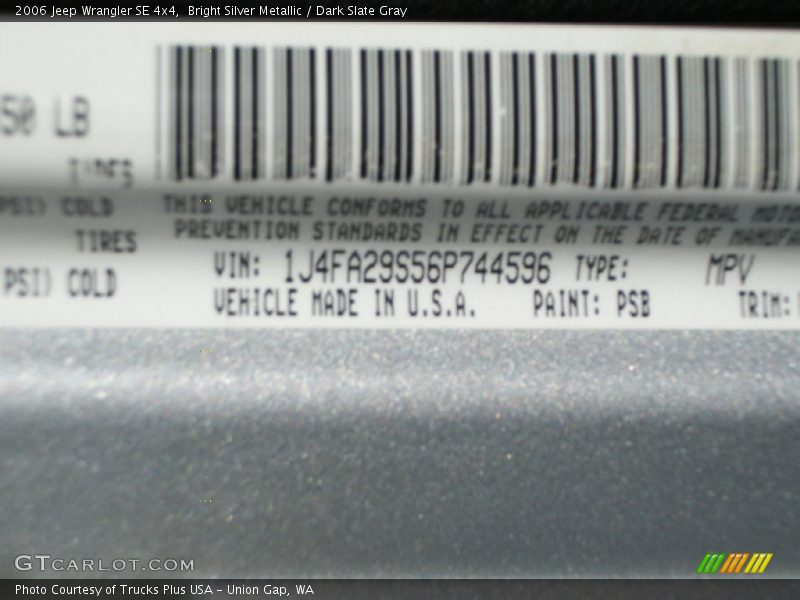 2006 Jeep Wrangler SE 4x4, Bright Silver Metallic / Dark Slate Gray
50 LB
TIRES
PSI) COLD
THIS VEHICLE CONFORMS TO ALL APPLICABLE FEDERAL MOTO
TIRES
PREVENTION STANDARDS IN EFFECT ON THE DATE OF MANUFA
PSI) COLD
VIN: 1J4FA29S56P744596 TYPE: MPV
VEHICLE MADE IN U.S.A. PAINT: PSB TRIM:
GTCARLOT.COM
Photo Courtesy of Trucks Plus USA - Union Gap, WA